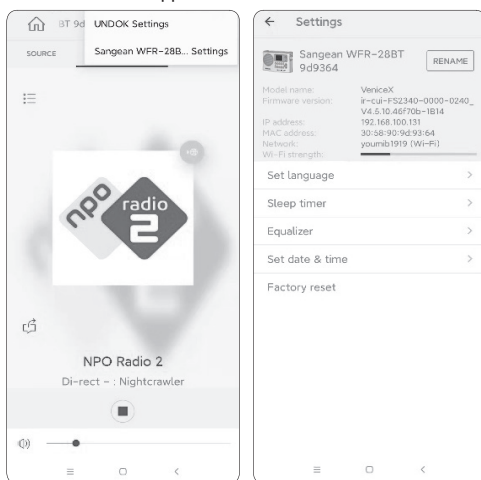 BT 9d
UNDOK Settings
SOURCE
Sangean WFR-28B... Settings
npo
radio
2
NPO Radio 2
Di-rect - : Nightcrawler
Settings
Sangean WFR-28BT
9d9364
RENAME
Model name: VeniceX
Firmware version: ir-cui-FS2340-0000-0240_
V4.5.10.46f70b-1B14
IP address: 192.168.100.131
MAC address: 30:68:90:9d:93:64
Network: youmib1919 (Wi-Fi)
Wi-Fi strength:
Set language
Sleep timer
Equalizer
Set date & time
Factory reset